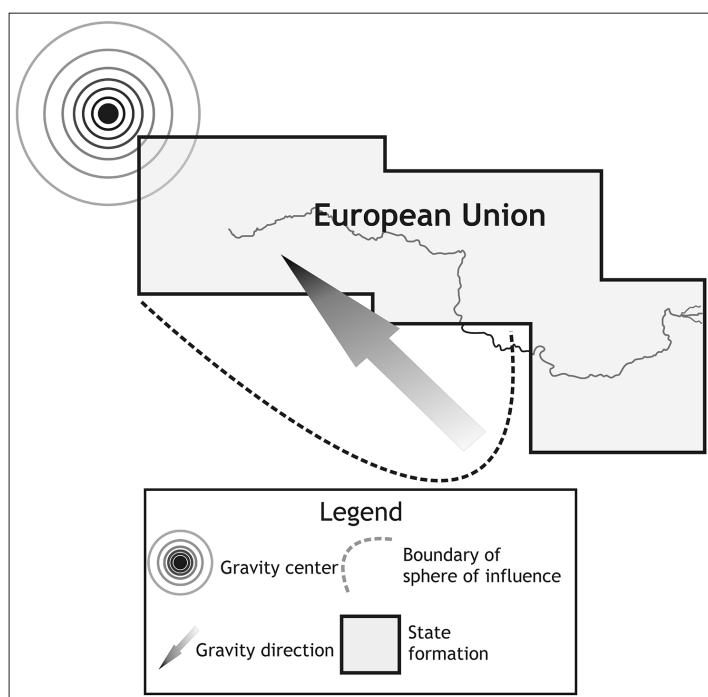 European Union
Legend
Gravity center
Boundary of
sphere of influence
Gravity direction
State
formation